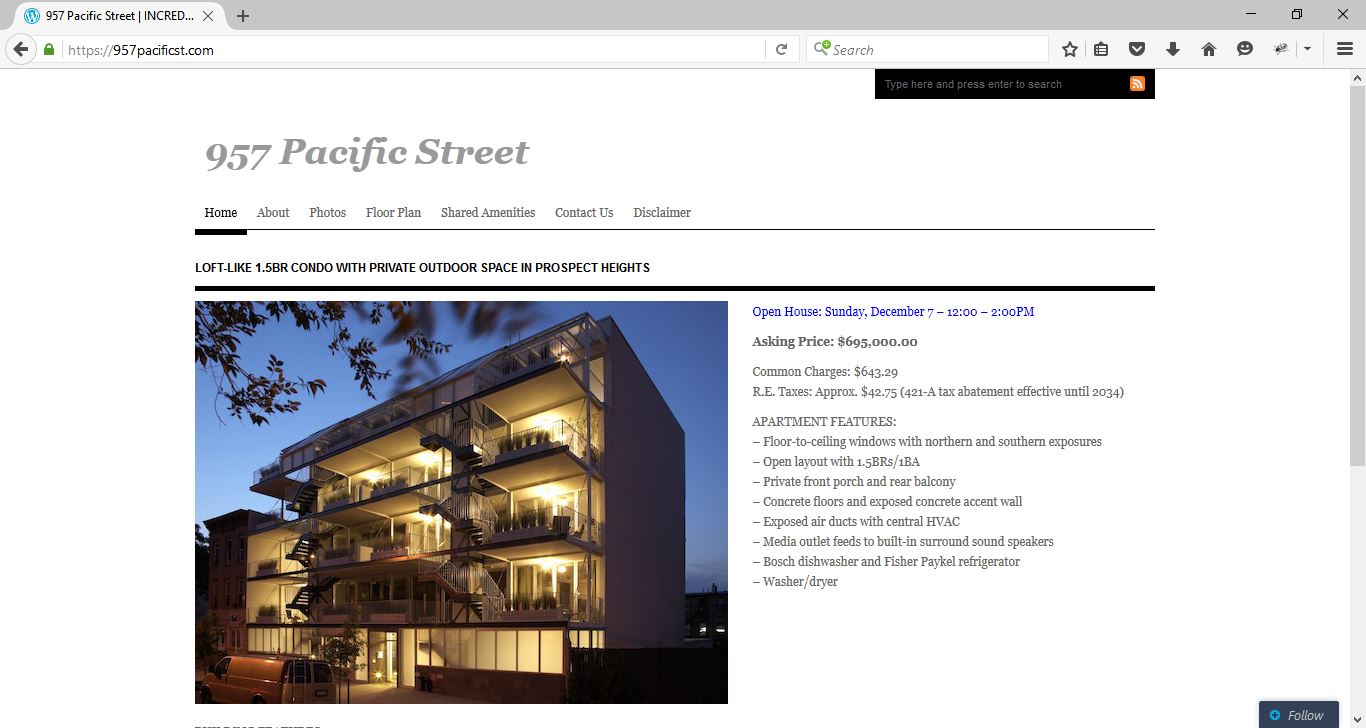 957 Pacific Street | INCRED...
https://957pacificst.com
Search
Type here and press enter to search
957 Pacific Street
Home About Photos Floor Plan Shared Amenities Contact Us Disclaimer
LOFT-LIKE 1.5BR CONDO WITH PRIVATE OUTDOOR SPACE IN PROSPECT HEIGHTS
Open House: Sunday, December 7 – 12:00 – 2:00PM
Asking Price: $695,000.00
Common Charges: $643.29
R.E. Taxes: Approx. $42.75 (421-A tax abatement effective until 2034)
APARTMENT FEATURES:
– Floor-to-ceiling windows with northern and southern exposures
– Open layout with 1.5BRs/1BA
– Private front porch and rear balcony
– Concrete floors and exposed concrete accent wall
– Exposed air ducts with central HVAC
– Media outlet feeds to built-in surround sound speakers
– Bosch dishwasher and Fisher Paykel refrigerator
– Washer/dryer
Follow